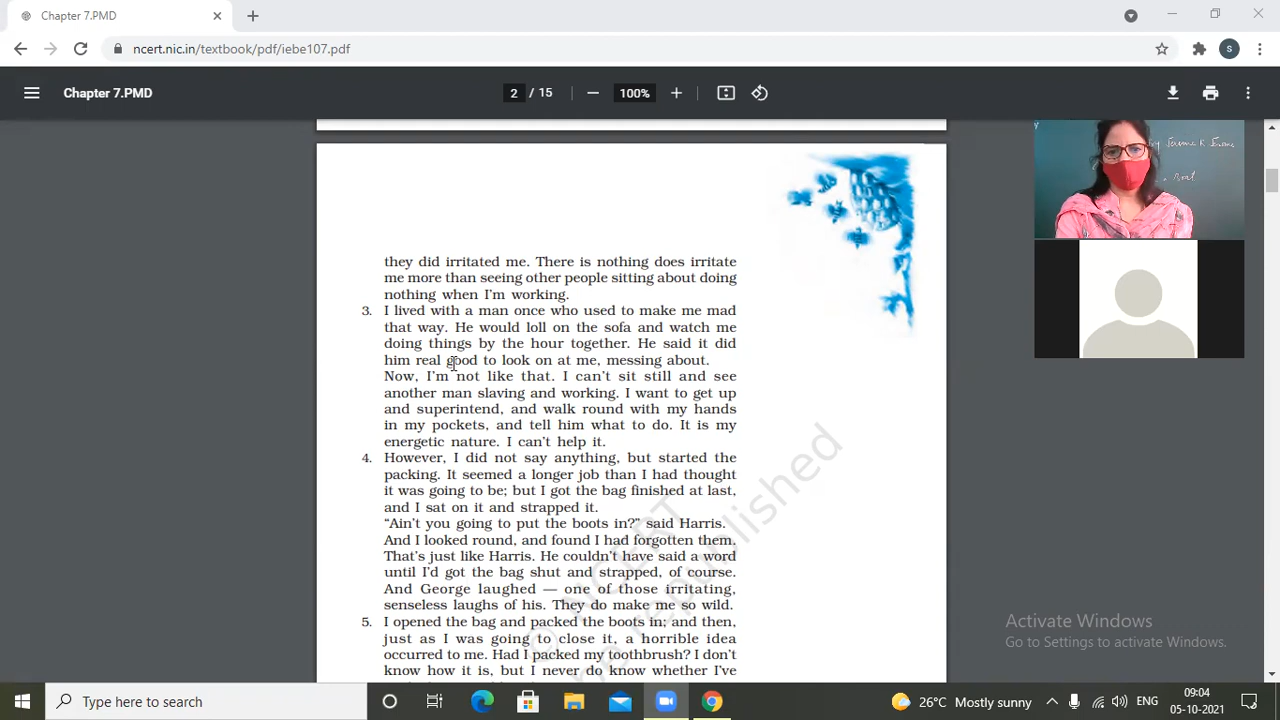 Chapter 7.PMD
ncert.nic.in/textbook/pdf/iebe107.pdf
S
Chapter 7.PMD
2 / 15
100%
y Jerome K Jerome
they did irritated me. There is nothing does irritate
me more than seeing other people sitting about doing
nothing when I'm working.
3. I lived with a man once who used to make me mad
that way. He would loll on the sofa and watch me
doing things by the hour together. He said it did
him real good to look on at me, messing about.
Now, I'm not like that. I can't sit still and see
another man slaving and working. I want to get up
and superintend, and walk round with my hands
in my pockets, and tell him what to do. It is my
energetic nature. I can't help it.
4. However, I did not say anything, but started the
packing. It seemed a longer job than I had thought
it was going to be; but I got the bag finished at last,
and I sat on it and strapped it.
“Ain't you going to put the boots in?” said Harris.
And I looked round, and found I had forgotten them.
That's just like Harris. He couldn't have said a word
until I'd got the bag shut and strapped, of course.
And George laughed — one of those irritating,
senseless laughs of his. They do make me so wild.
5. I opened the bag and packed the boots in; and then,
just as I was going to close it, a horrible idea
occurred to me. Had I packed my toothbrush? I don't
know how it is, but I never do know whether I've
© NCERT
republished
Activate Windows
Go to Settings to activate Windows.
Type here to search
26°C Mostly sunny
ENG
09:04
05-10-2021